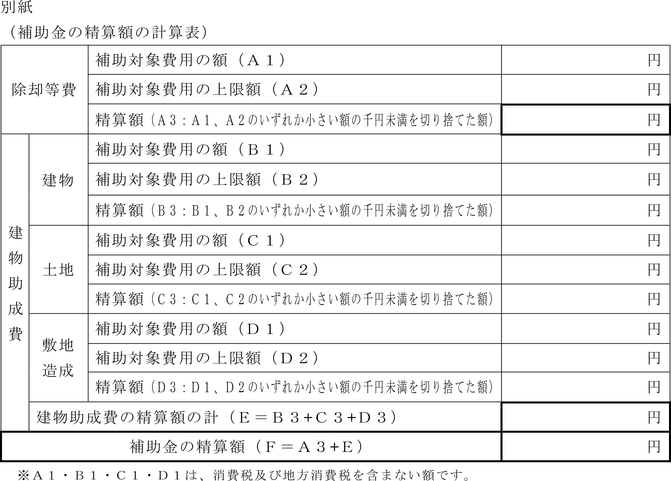 別紙
（補助金の精算額の計算表）
除却等費
補助対象費用の額（Ａ１） 円
補助対象費用の上限額（Ａ２） 円
精算額（Ａ３：Ａ１、Ａ２のいずれか小さい額の千円未満を切り捨てた額） 円
建物助成費
建物
補助対象費用の額（Ｂ１） 円
補助対象費用の上限額（Ｂ２） 円
精算額（Ｂ３：Ｂ１、Ｂ２のいずれか小さい額の千円未満を切り捨てた額） 円
土地
補助対象費用の額（Ｃ１） 円
補助対象費用の上限額（Ｃ２） 円
精算額（Ｃ３：Ｃ１、Ｃ２のいずれか小さい額の千円未満を切り捨てた額） 円
敷地
造成
補助対象費用の額（Ｄ１） 円
補助対象費用の上限額（Ｄ２） 円
精算額（Ｄ３：Ｄ１、Ｄ２のいずれか小さい額の千円未満を切り捨てた額） 円
建物助成費の精算額の計（Ｅ＝Ｂ３+Ｃ３+Ｄ３） 円
補助金の精算額（Ｆ＝Ａ３+Ｅ） 円
※Ａ１・Ｂ１・Ｃ１・Ｄ１は、消費税及び地方消費税を含まない額です。